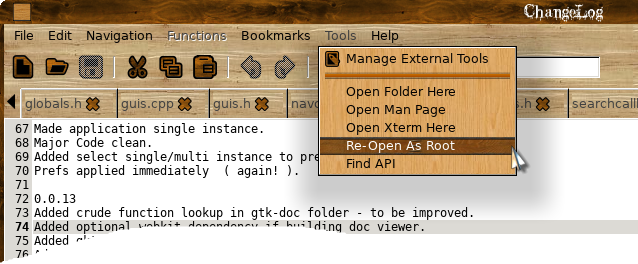 ChangeLog
File Edit Navigation Functions Bookmarks Tools Help
globals.h guis.cpp guis.h s.h searchcall
Manage External Tools
Open Folder Here
Open Man Page
Open Xterm Here
Re-Open As Root
Find API
67 Made application single instance.
68 Major Code clean.
69 Added select single/multi instance to pre
70 Prefs applied immediately ( again! ).
71
72 0.0.13
73 Added crude function lookup in gtk-doc folder - to be improved.
74 Added optional webkit dependency if building doc viewer.
75 Added
76